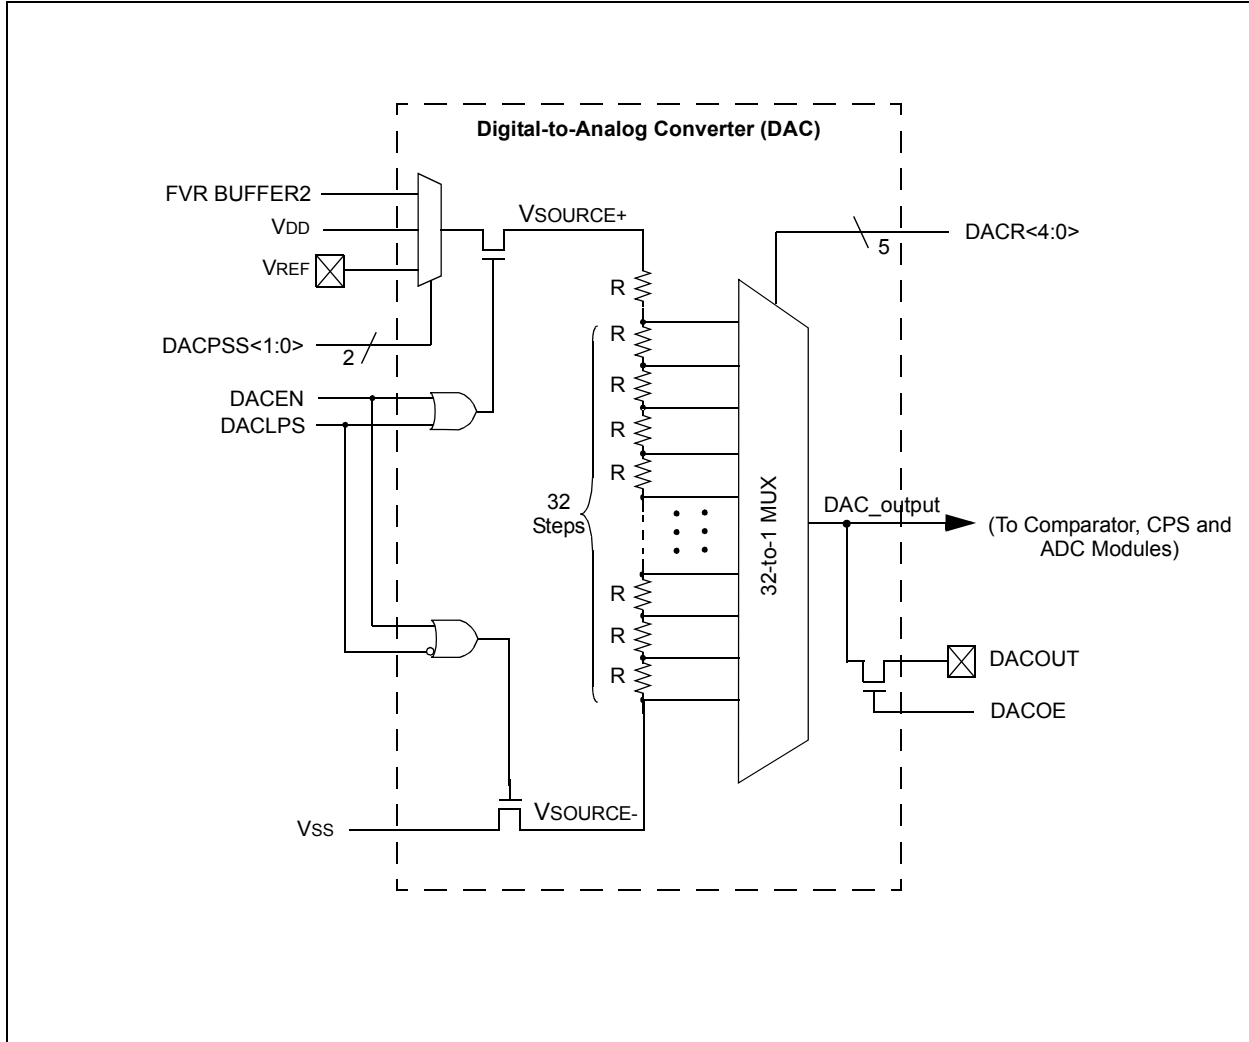 Digital-to-Analog Converter (DAC)
FVR BUFFER2
VDD
VREF
VSOURCE+
5
DACR<4:0>
DACPSS<1:0>
2
DACEN
DACLPS
R
R
R
R
R
32
Steps
R
R
R
32-to-1 MUX
DAC_output
(To Comparator, CPS and
ADC Modules)
DACOUT
DACOE
VSOURCE-
VSS